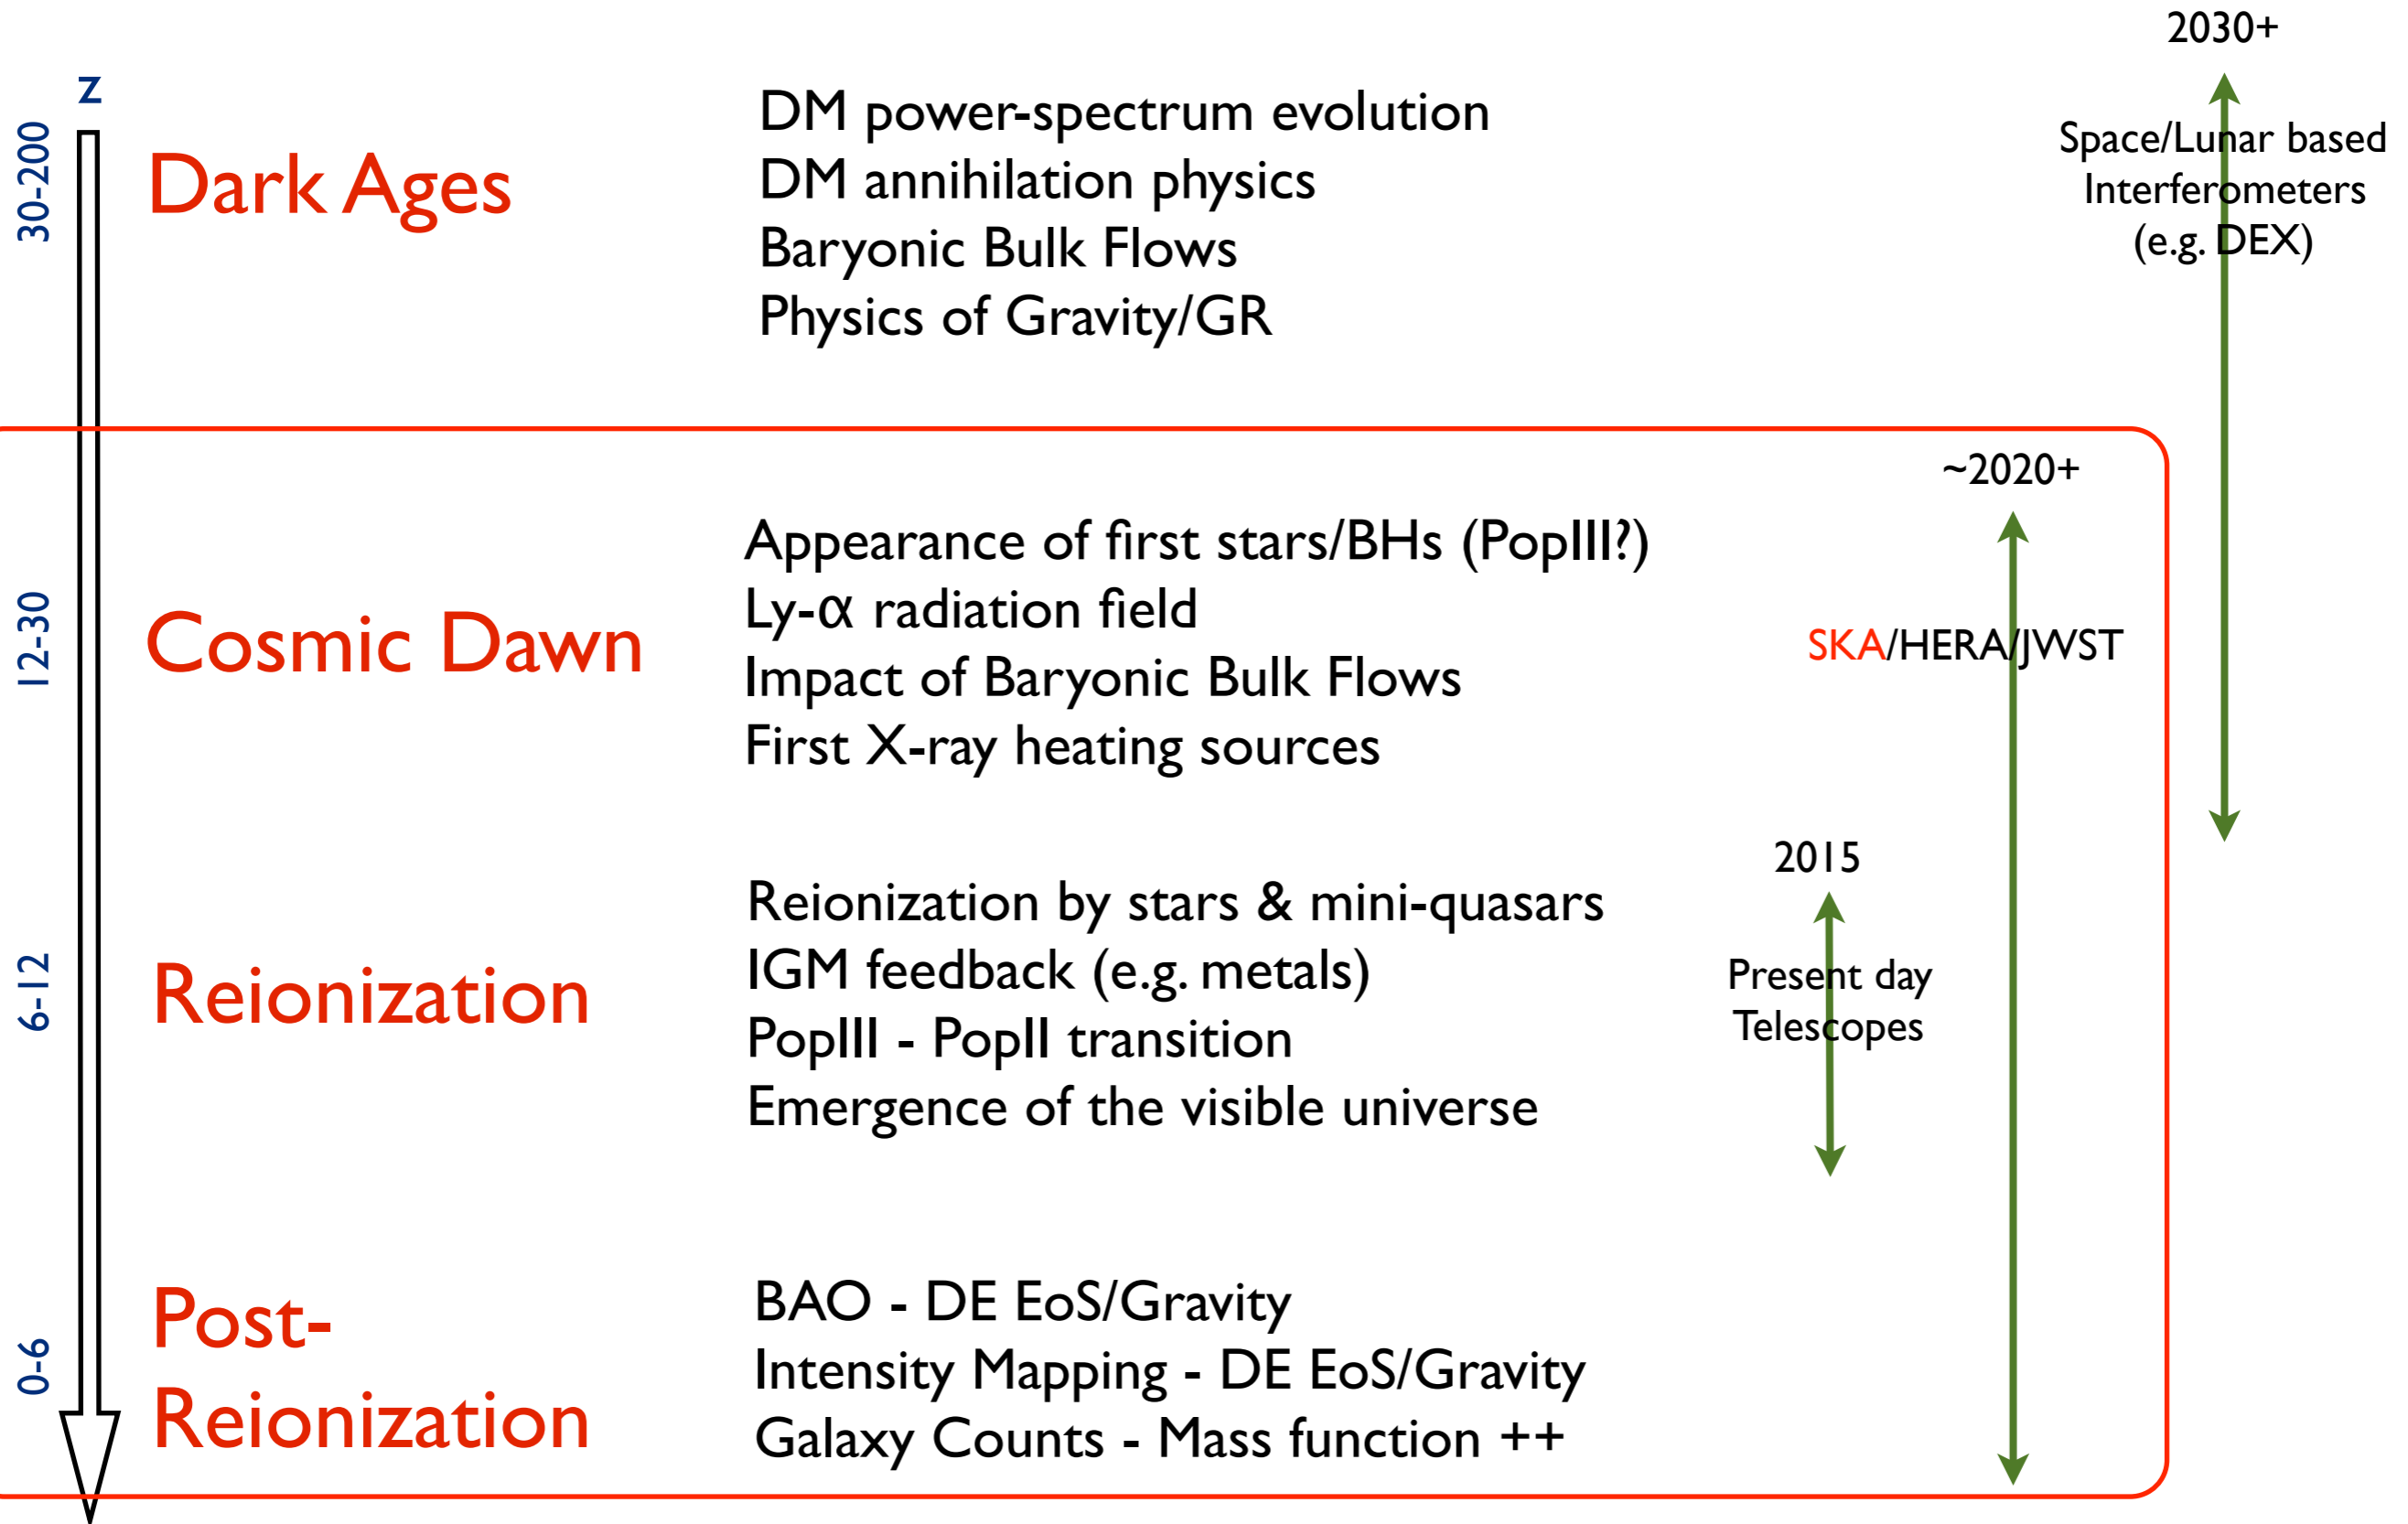 2030+
z
30-200
Dark Ages
DM power-spectrum evolution
DM annihilation physics
Baryonic Bulk Flows
Physics of Gravity/GR
Space/Lunar based
Interferometers
(e.g. DEX)
~2020+
12-30
Cosmic Dawn
Appearance of first stars/BHs (PopIII?)
Ly-α radiation field
Impact of Baryonic Bulk Flows
First X-ray heating sources
SKA/HERA/JWST
2015
6-12
Reionization
Reionization by stars & mini-quasars
IGM feedback (e.g. metals)
PopIII - PopII transition
Emergence of the visible universe
Present day
Telescopes
0-6
Post-
Reionization
BAO - DE EoS/Gravity
Intensity Mapping - DE EoS/Gravity
Galaxy Counts - Mass function ++